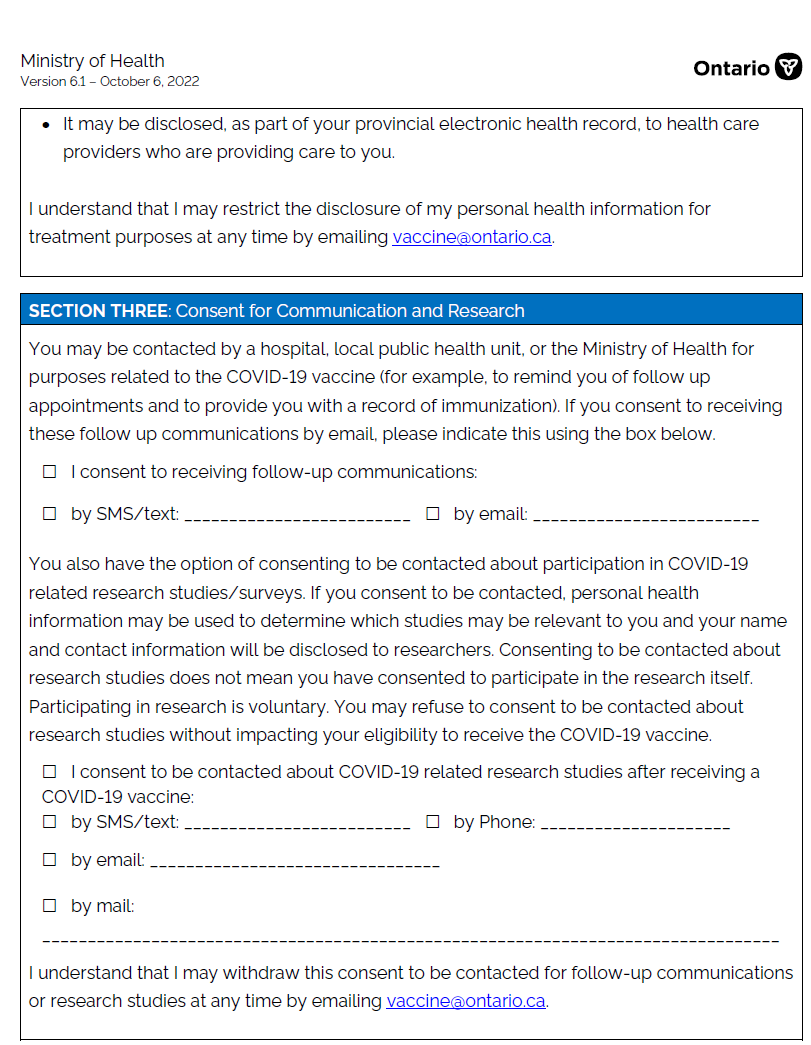 Ministry of Health
Version 6.1 – October 6, 2022
Ontario
• It may be disclosed, as part of your provincial electronic health record, to health care
providers who are providing care to you.
I understand that I may restrict the disclosure of my personal health information for
treatment purposes at any time by emailing vaccine@ontario.ca.
SECTION THREE: Consent for Communication and Research
You may be contacted by a hospital, local public health unit, or the Ministry of Health for
purposes related to the COVID-19 vaccine (for example, to remind you of follow up
appointments and to provide you with a record of immunization). If you consent to receiving
these follow up communications by email, please indicate this using the box below.
☐ I consent to receiving follow-up communications:
☐ by SMS/text: _________________________ ☐ by email: _________________________
You also have the option of consenting to be contacted about participation in COVID-19
related research studies/surveys. If you consent to be contacted, personal health
information may be used to determine which studies may be relevant to you and your name
and contact information will be disclosed to researchers. Consenting to be contacted about
research studies does not mean you have consented to participate in the research itself.
Participating in research is voluntary. You may refuse to consent to be contacted about
research studies without impacting your eligibility to receive the COVID-19 vaccine.
☐ I consent to be contacted about COVID-19 related research studies after receiving a
COVID-19 vaccine:
☐ by SMS/text: _________________________ ☐ by Phone: _____________________
☐ by email: ________________________________
☐ by mail:
_________________________________________________________________________________
I understand that I may withdraw this consent to be contacted for follow-up communications
or research studies at any time by emailing vaccine@ontario.ca.